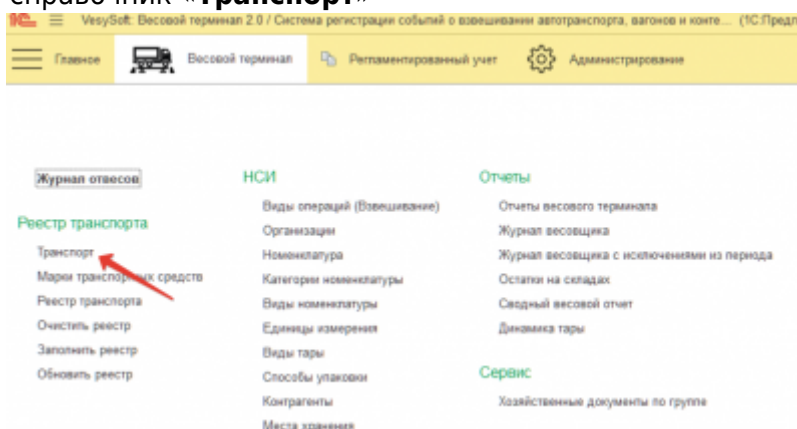 справочник «Транспорт»
VesySoft: Весовой терминал 2.0 / Система регистрации событий о взвешивании автотранспорта, вагонов и конте... (1С:Предп
Главное
Весовой терминал
Регламентированный учет
Администрирование
Журнал отвесов
Реестр транспорта
Транспорт
Марки транспортных средств
Реестр транспорта
Очистить реестр
Заполнить реестр
Обновить реестр
НСИ
Виды операций (Взвешивание)
Организации
Номенклатура
Категории номенклатуры
Виды номенклатуры
Единицы измерения
Виды тары
Способы упаковки
Контрагенты
Места хранения
Отчеты
Отчеты весового терминала
Журнал весовщика
Журнал весовщика с исключениями из периода
Остатки на складах
Сводный весовой отчет
Динамика тары
Сервис
Хозяйственные документы по группе